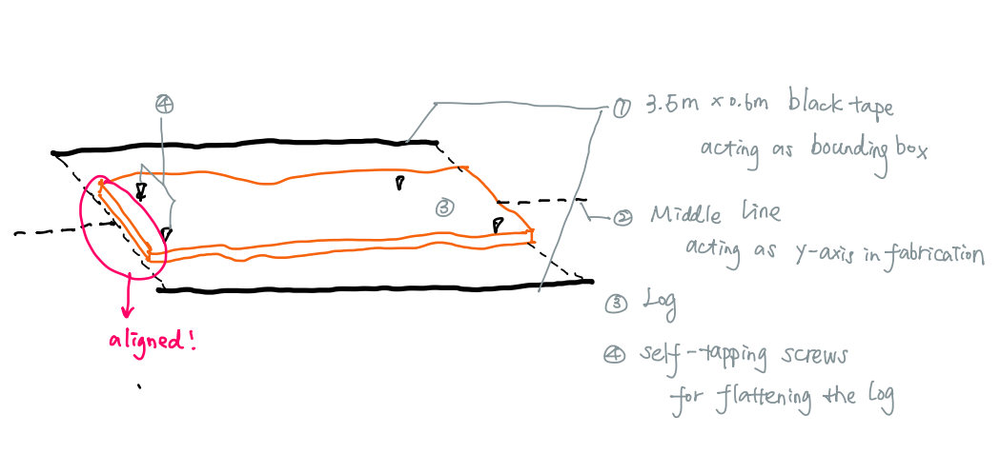 ④
① 3.5m x 0.6m black tape
acting as bounding box
③
② Middle line
acting as y-axis in fabrication
③ Log
aligned!
④ self-tapping screws
for flattening the log